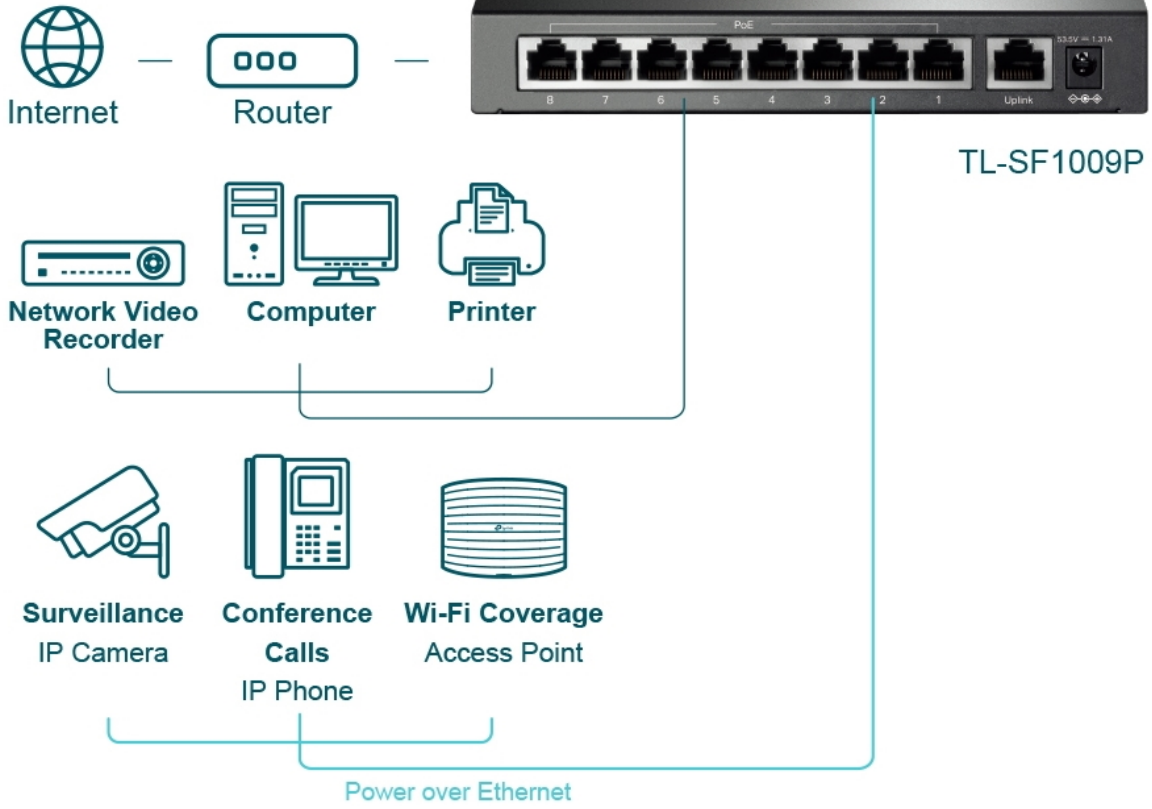 PoE
53.5V ⎓ 1.31A
8 7 6 5 4 3 2 1 Uplink
Internet
Router
TL-SF1009P
Network Video
Recorder
Computer
Printer
Surveillance
IP Camera
Conference
Calls
IP Phone
Wi-Fi Coverage
Access Point
Power over Ethernet